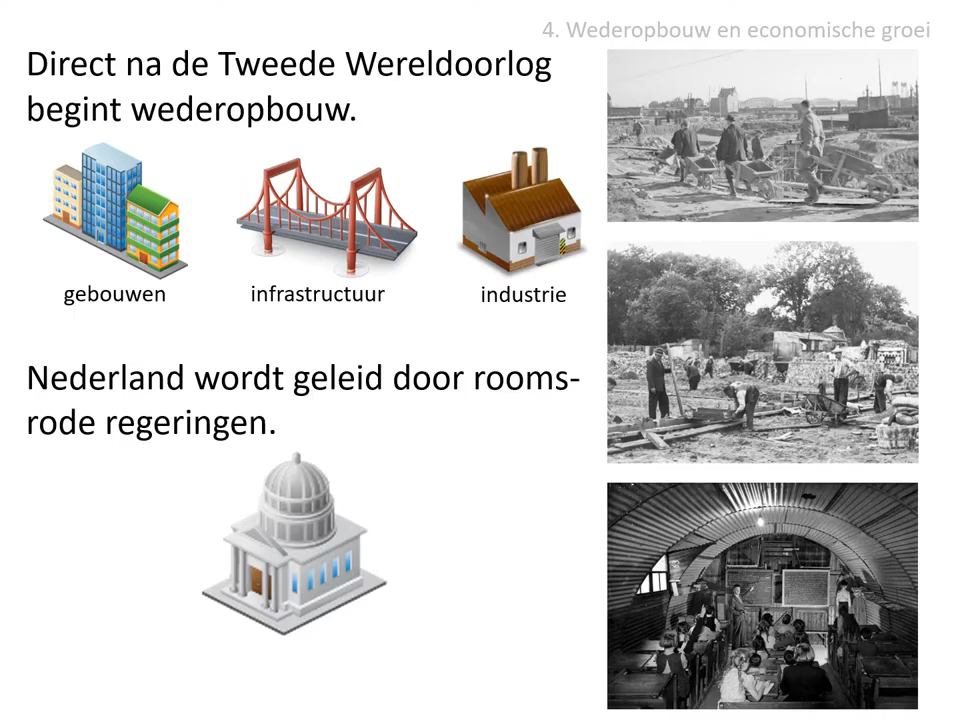 4. Wederopbouw en economische groei
Direct na de Tweede Wereldoorlog
begint wederopbouw.
gebouwen
infrastructuur
industrie
Nederland wordt geleid door rooms-
rode regeringen.